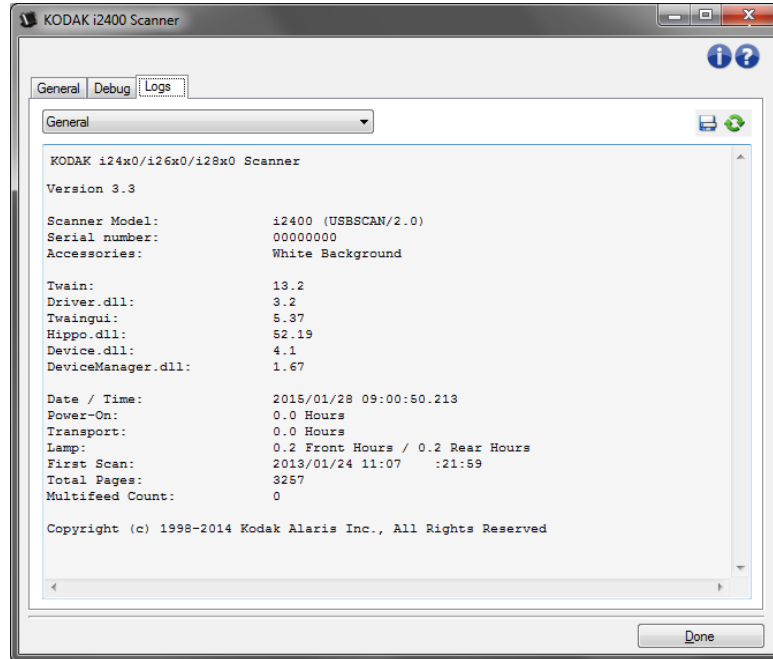 KODAK i2400 Scanner
General Debug Logs
General
KODAK i24x0/i26x0/i28x0 Scanner
Version 3.3
Scanner Model: i2400 (USBSCAN/2.0)
Serial number: 00000000
Accessories: White Background
Twain: 13.2
Driver.dll: 3.2
Twaingui: 5.37
Hippo.dll: 52.19
Device.dll: 4.1
DeviceManager.dll: 1.67
Date / Time: 2015/01/28 09:00:50.213
Power-On: 0.0 Hours
Transport: 0.0 Hours
Lamp: 0.2 Front Hours / 0.2 Rear Hours
First Scan: 2013/01/24 11:07 :21:59
Total Pages: 3257
Multifeed Count: 0
Copyright (c) 1998-2014 Kodak Alaris Inc., All Rights Reserved
Done